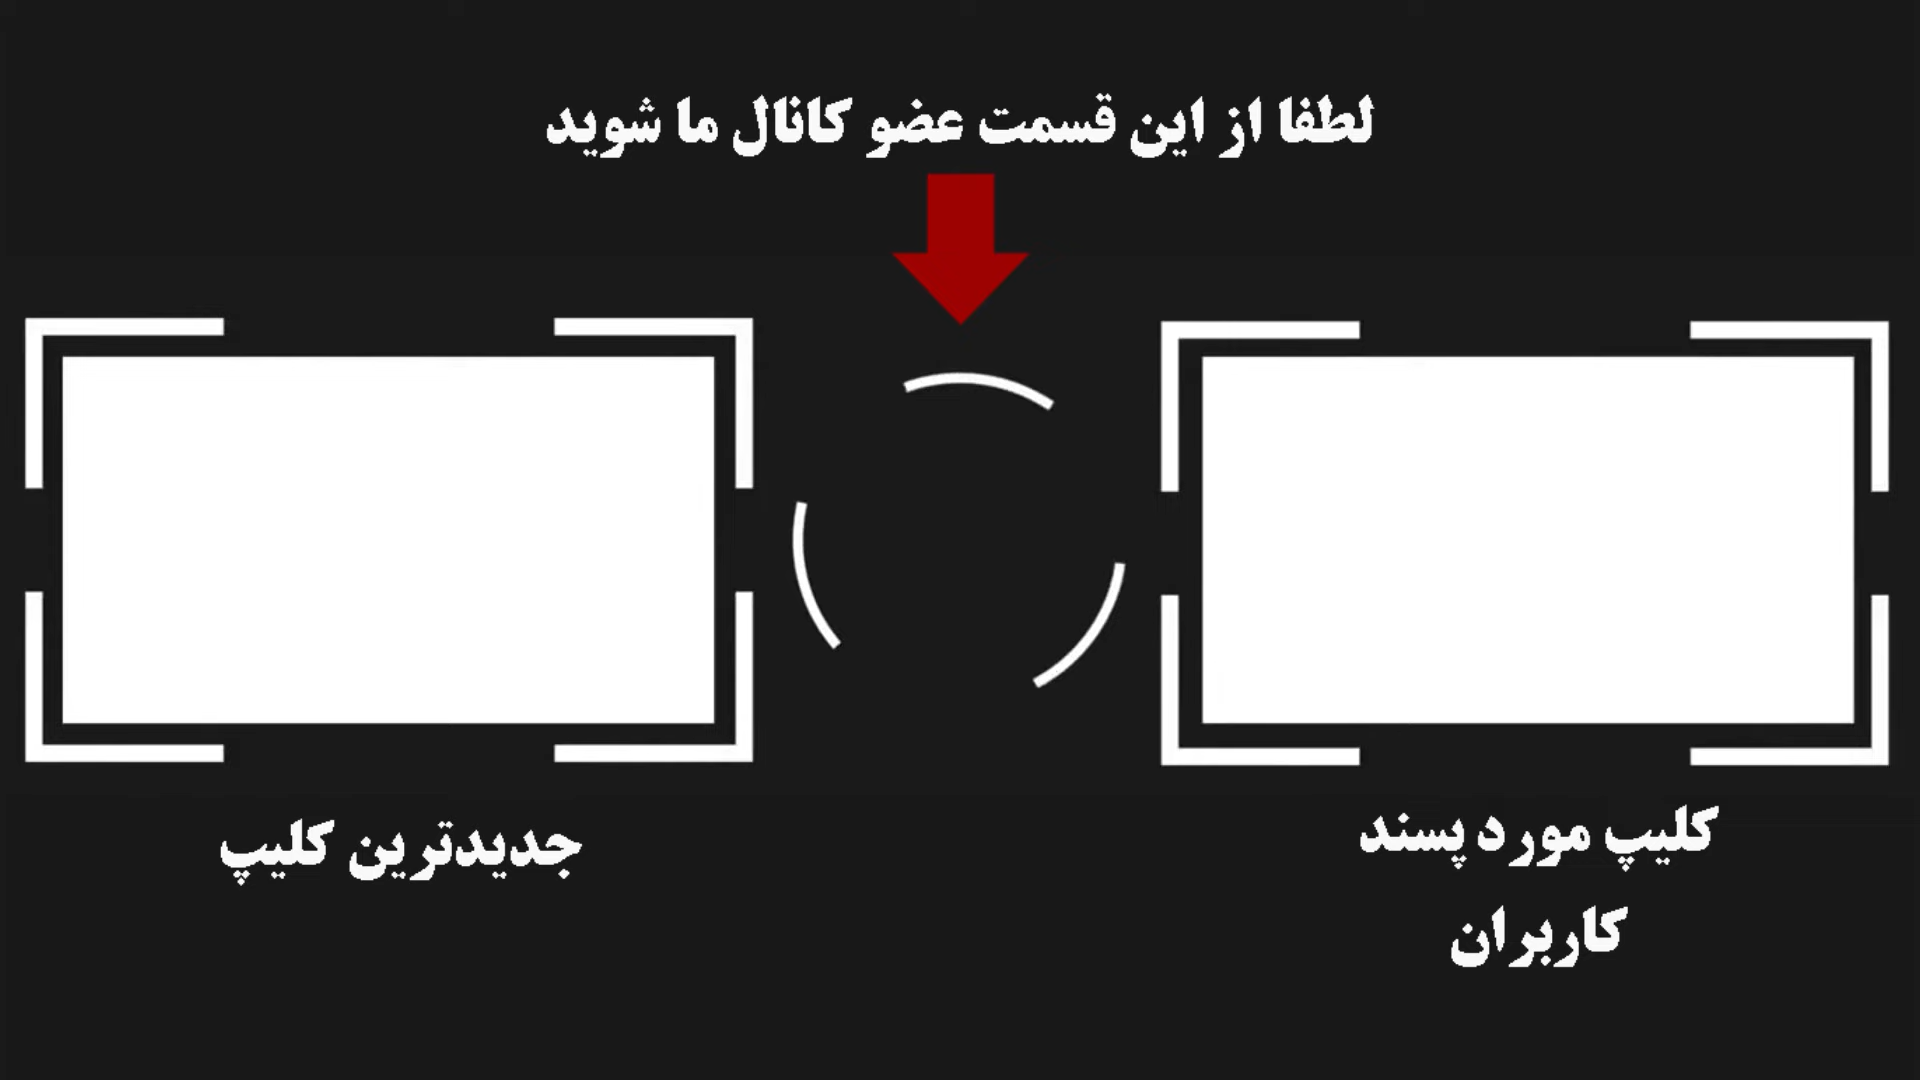 لطفا از این قسمت عضو کانال ما شوید
کلیپ مورد پسند
کاربران
جدیدترین کلیپ